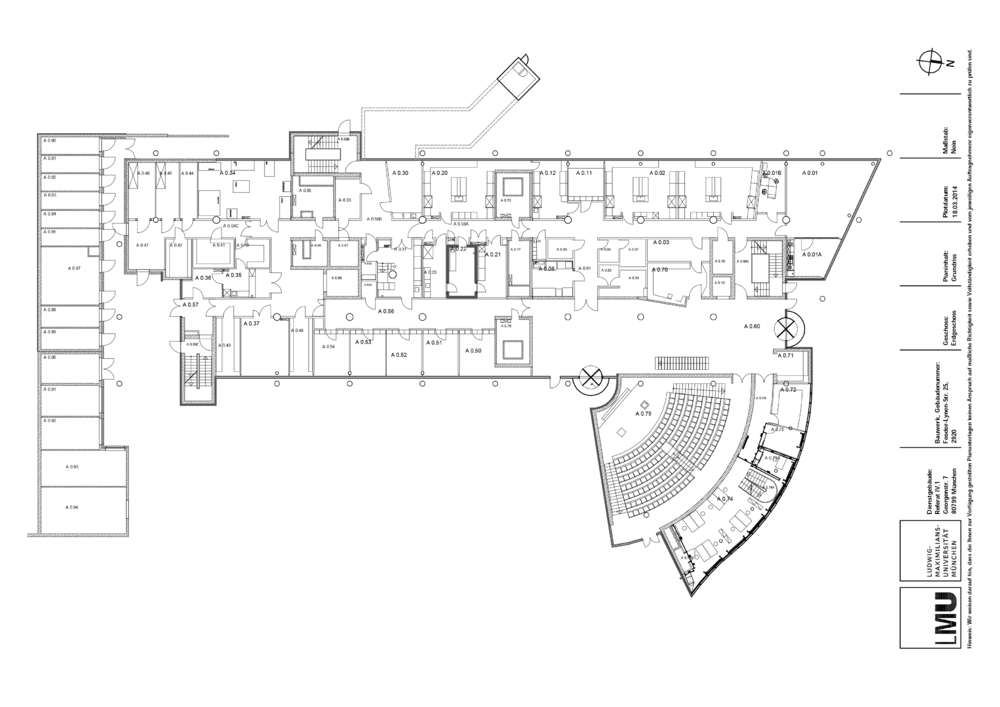 A 0.80
A 0.81
A 0.82
A 0.83
A 0.84
A 0.85
A 0.87
A 0.88
A 0.89
A 0.90
A 0.91
A 0.92
A 0.93
A 0.94
A 0.46
A 0.45
A 0.44
A 0.34
A 0.33
A 0.30
A 0.20
A 0.12
A 0.11
A 0.02
A 0.01B
A 0.01
A 0.47
A 0.42
A 0.41
A 0.36
A 0.35
A 0.22
A 0.21
A 0.08
A 0.03
A 0.70
A 0.01A
A 0.57
A 0.56
A 0.37
A 0.43
A 0.54
A 0.53
A 0.52
A 0.51
A 0.50
A 0.60
A 0.71
A 0.72
A 0.75
A 0.74
N
Maßstab:
Nein
Plotdatum:
18.03.2014
Planinhalt:
Grundriss
Geschoss:
Erdgeschoss
Bauwerk, Gebäudenummer:
Feodor-Lynen-Str. 25,
2920
Dienstgebäude:
Referat IV.1
Georgenstr. 7
80799 München
LUDWIG-
MAXIMILIANS-
UNIVERSITÄT
MÜNCHEN
LMU
Hinweis: Wir weisen darauf hin, dass die Ihnen zur Verfügung gestellten Planunterlagen keinen Anspruch auf maßliche Richtigkeit sowie Vollständigkeit erheben und vom jeweiligen Auftragnehmer eigenverantwortlich zu prüfen sind.